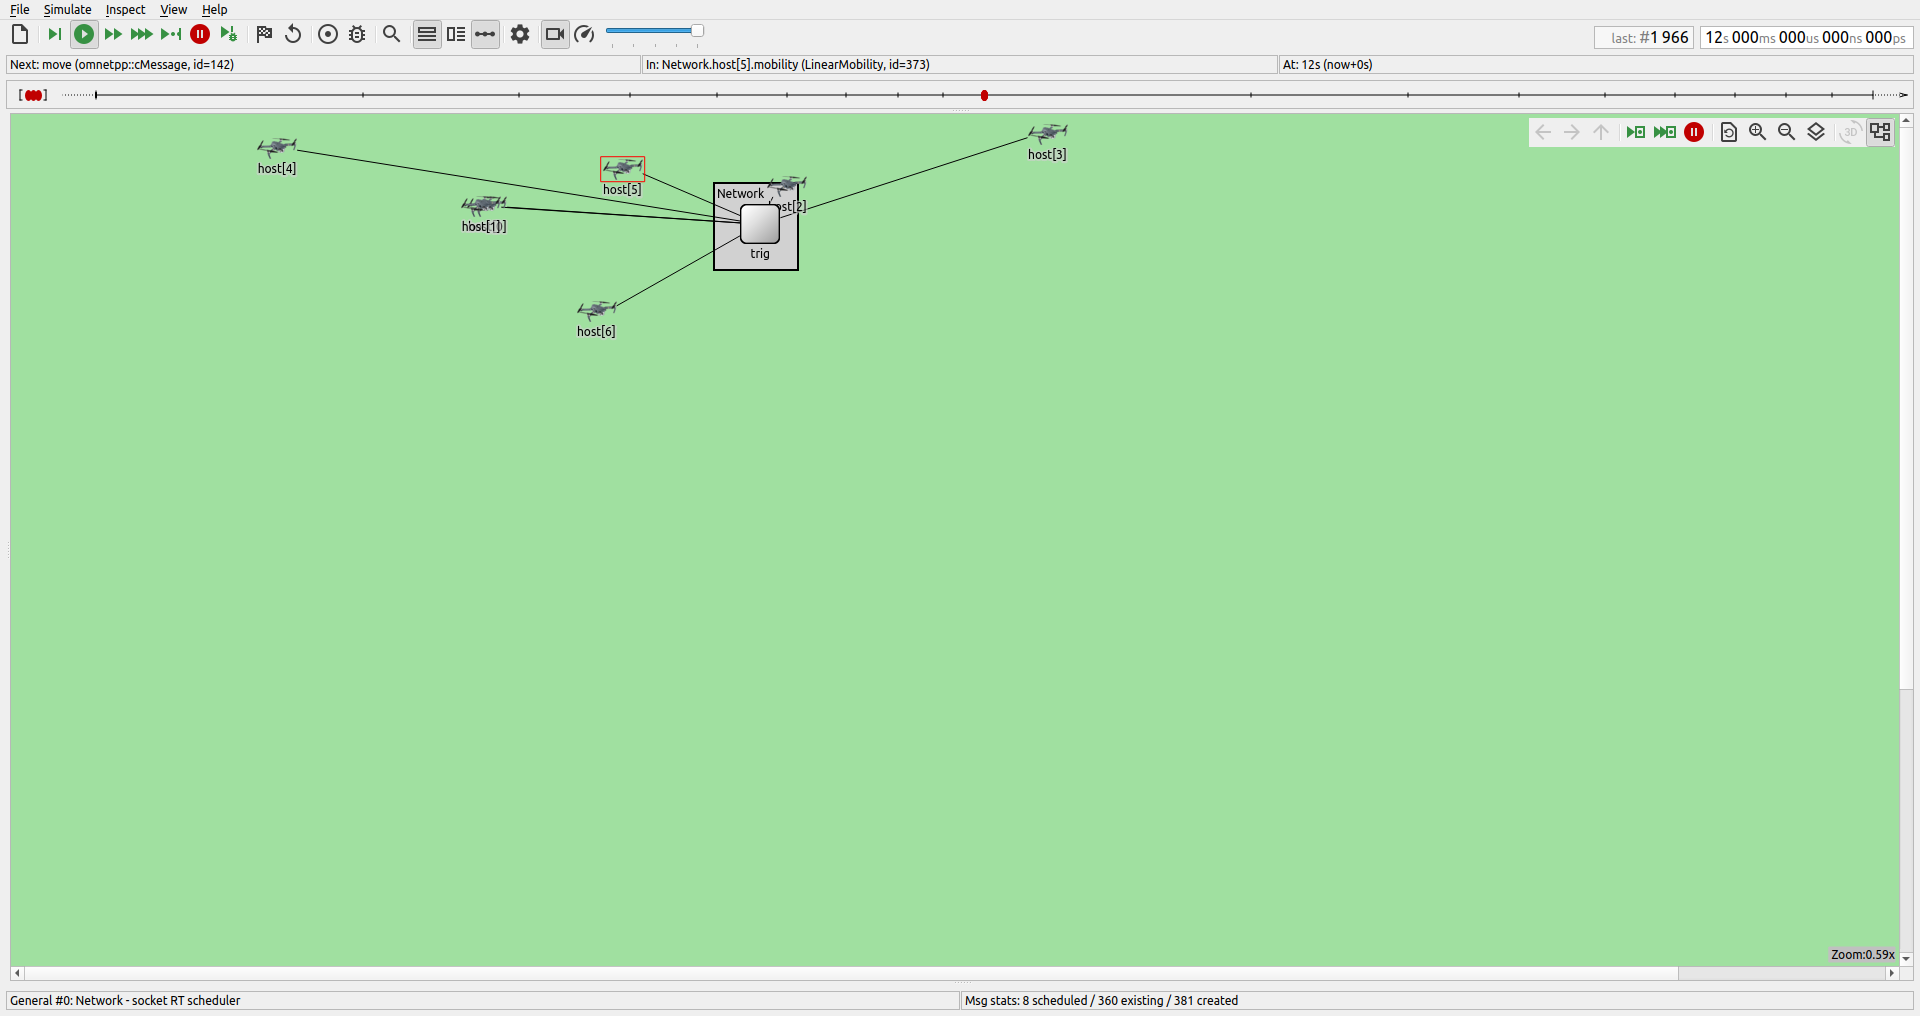 File Simulate Inspect View Help
last: #1 966
12s 000ms 000us 000ns 000ps
Next: move (omnetpp::cMessage, id=142)
In: Network.host[5].mobility (LinearMobility, id=373)
At: 12s (now+0s)
host[4]
host[3]
3D
host[5]
Network
host[1]
trig
host[6]
Zoom:0.59x
General #0: Network - socket RT scheduler
Msg stats: 8 scheduled / 360 existing / 381 created